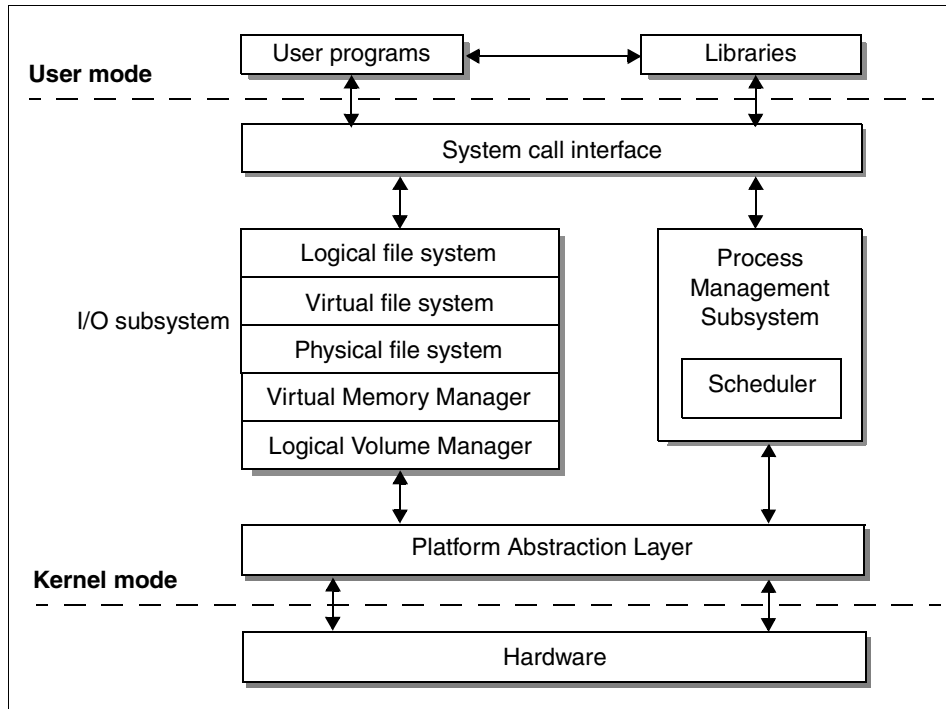 User programs
Libraries
User mode
System call interface
Logical file system
Virtual file system
I/O subsystem
Physical file system
Virtual Memory Manager
Logical Volume Manager
Process
Management
Subsystem
Scheduler
Platform Abstraction Layer
Kernel mode
Hardware